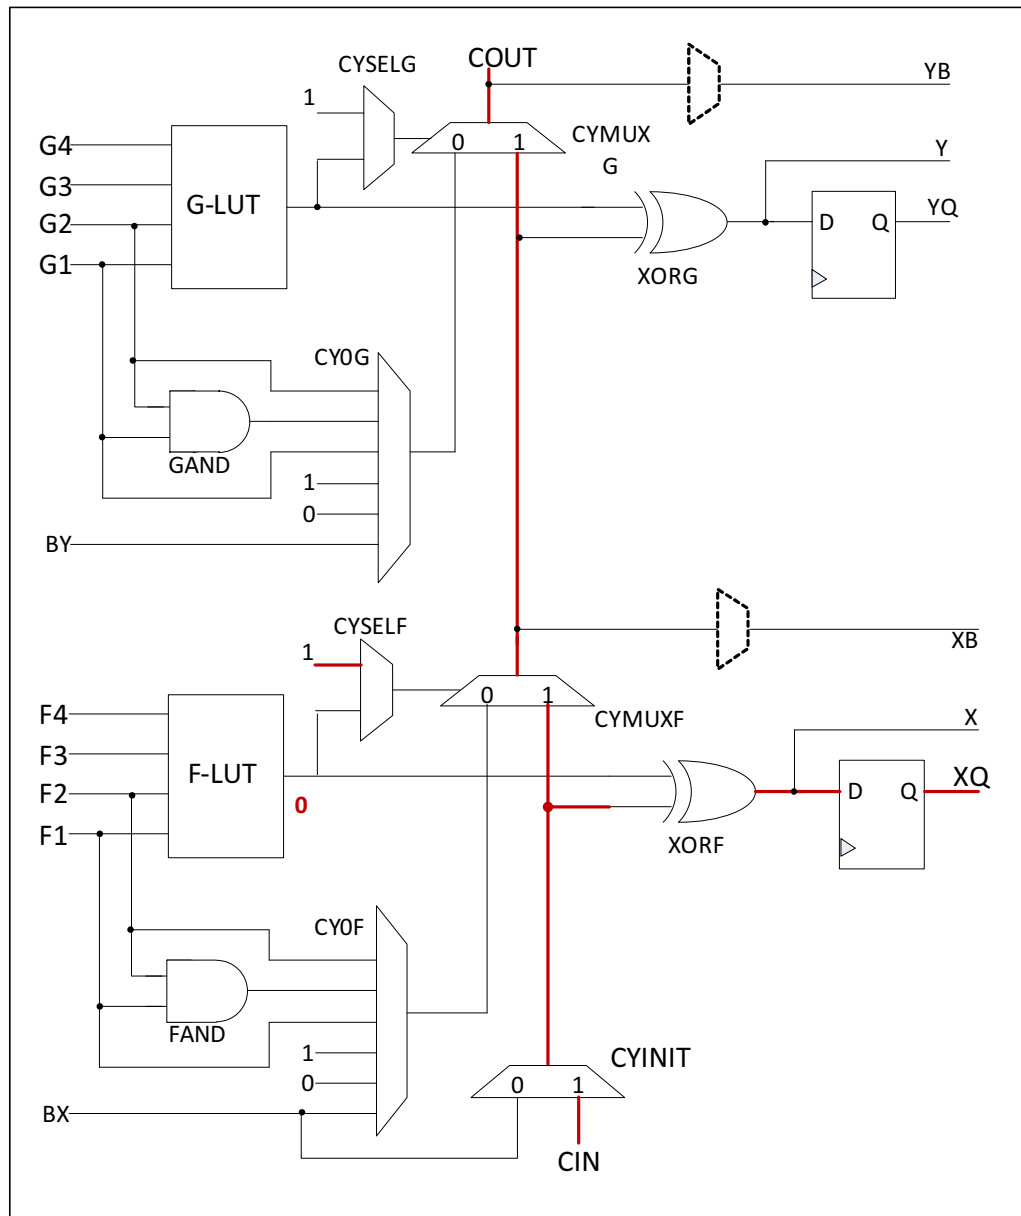 COUT
CYSELG
YB
1
0 1
CYMUX
G
G4
G3
G2
G1
G-LUT
Y
YQ
D Q
XORG
CY0G
GAND
1
0
BY
CYSELF
1
XB
0 1
CYMUXF
X
F4
F3
F2
F1
F-LUT
0
D Q
XQ
XORF
CY0F
FAND
1
0
BX
CYINIT
0 1
CIN